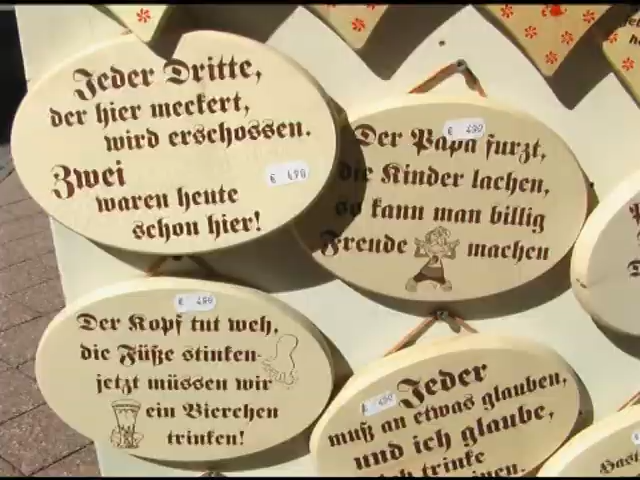 Jeder Dritte,
der hier meckert,
wird erschossen.
Zwei
waren heute
schon hier!
€ 4,90
Der Papa furzt,
die Kinder lachen,
so kann man billig
Freude machen
€ 4,90
Der Kopf tut weh,
die Füße stinken-
jetzt müssen wir
ein Bierchen
trinken!
€ 4,90
Jeder
muß an etwas glauben,
und ich glaube,
ich trinke
€ 4,90